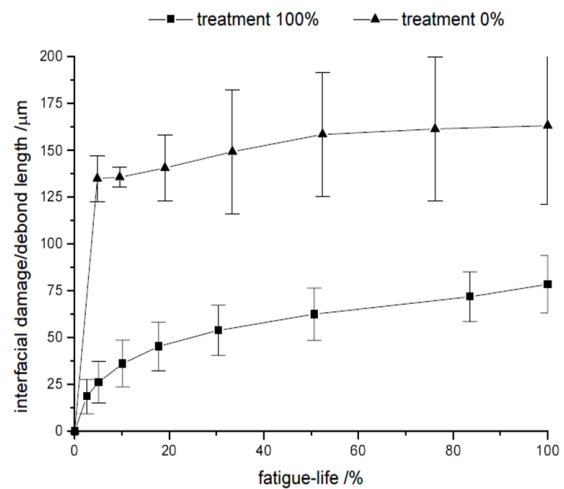 treatment 100% treatment 0%
200
175
150
125
100
75
50
25
0
interfacial damage/debond length /µm
0 20 40 60 80 100
fatigue-life /%